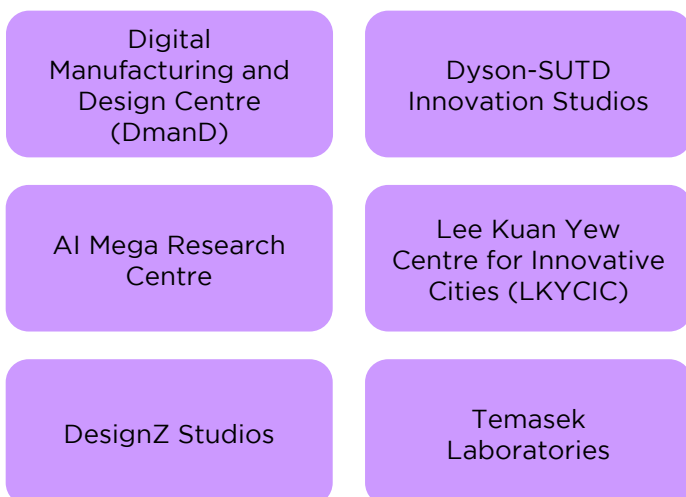 Digital
Manufacturing and
Design Centre
(DmanD)
Dyson-SUTD
Innovation Studios
AI Mega Research
Centre
Lee Kuan Yew
Centre for Innovative
Cities (LKYCIC)
DesignZ Studios
Temasek
Laboratories